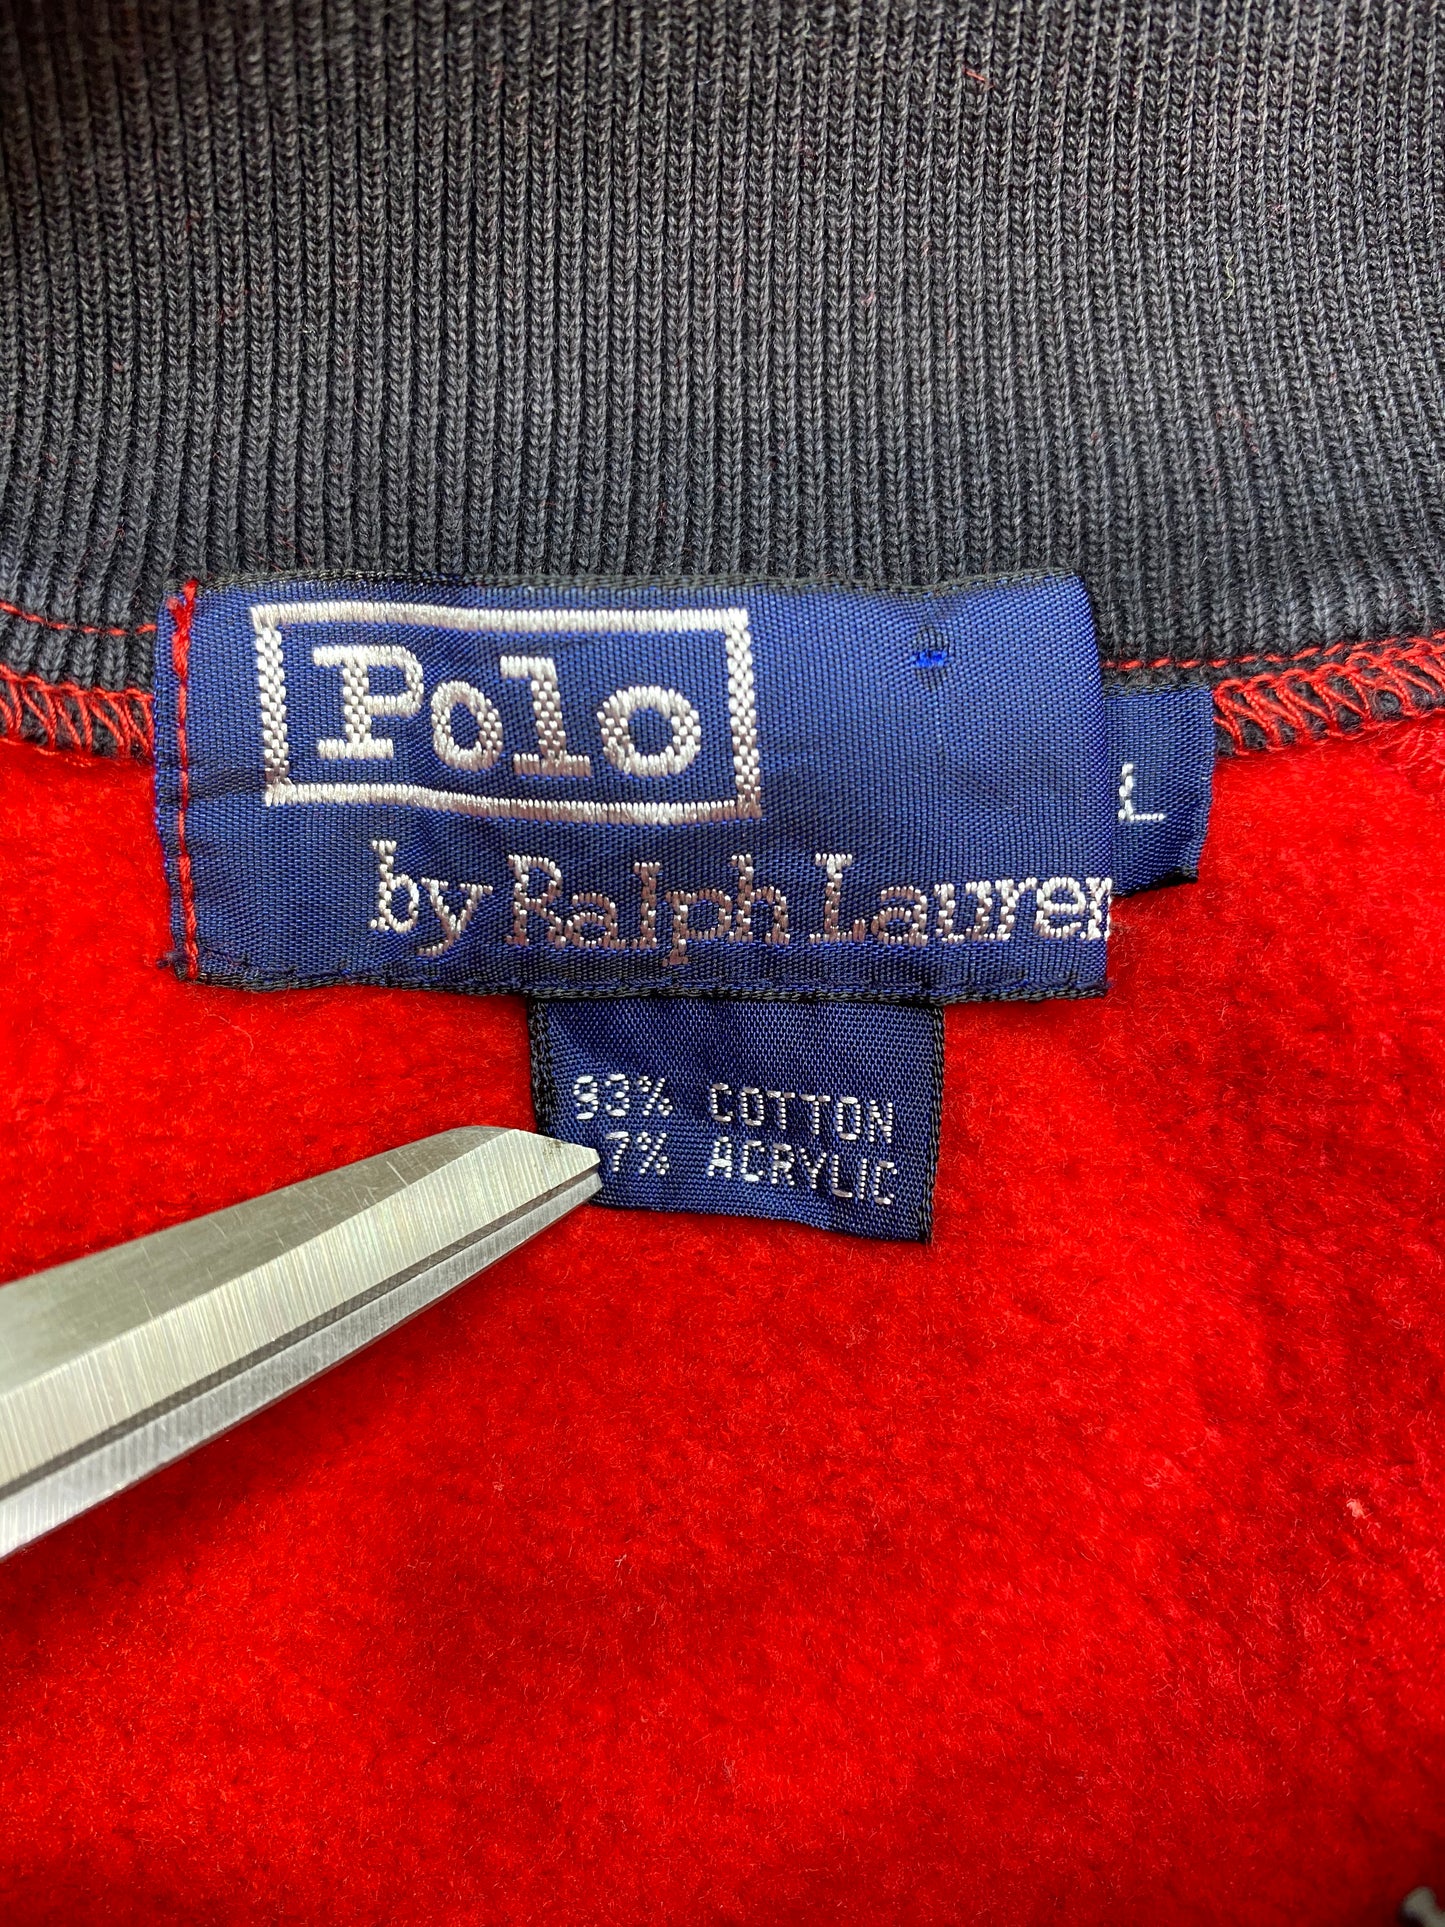 Polo
by Ralph Lauren
L
93% COTTON
7% ACRYLIC